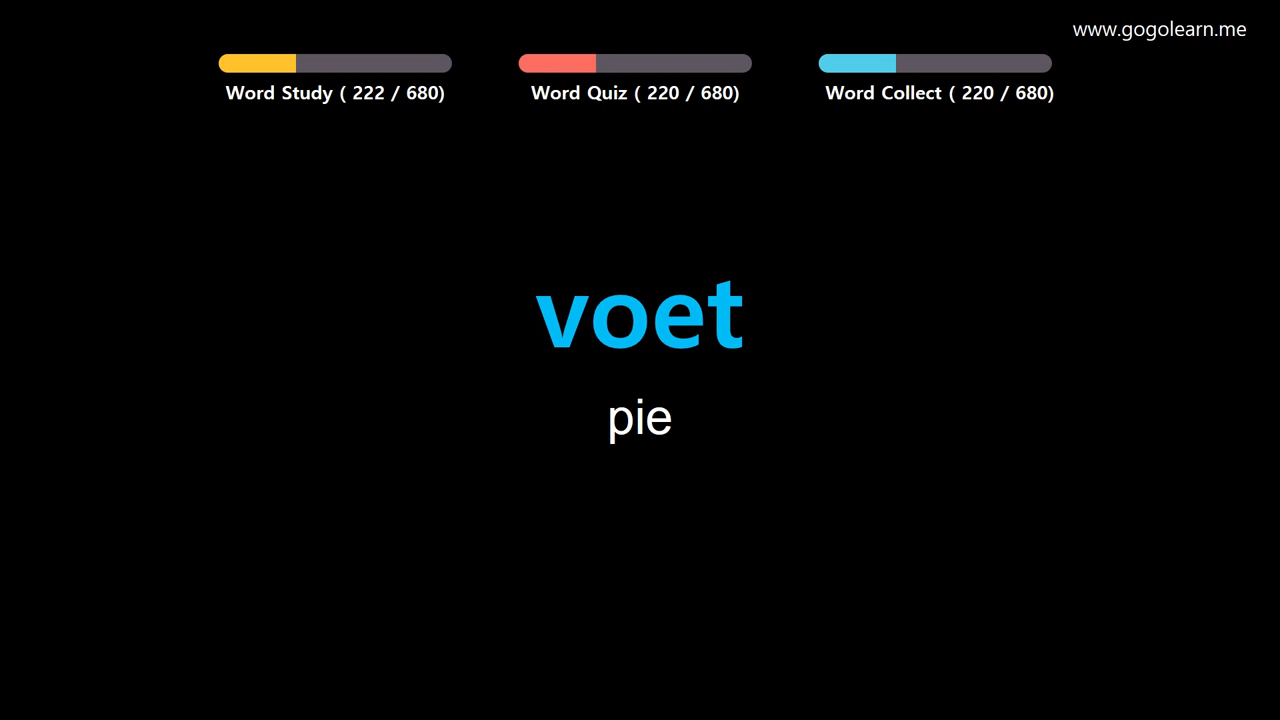 www.gogolearn.me
Word Study ( 222 / 680)
Word Quiz ( 220 / 680)
Word Collect ( 220 / 680)
voet
pie